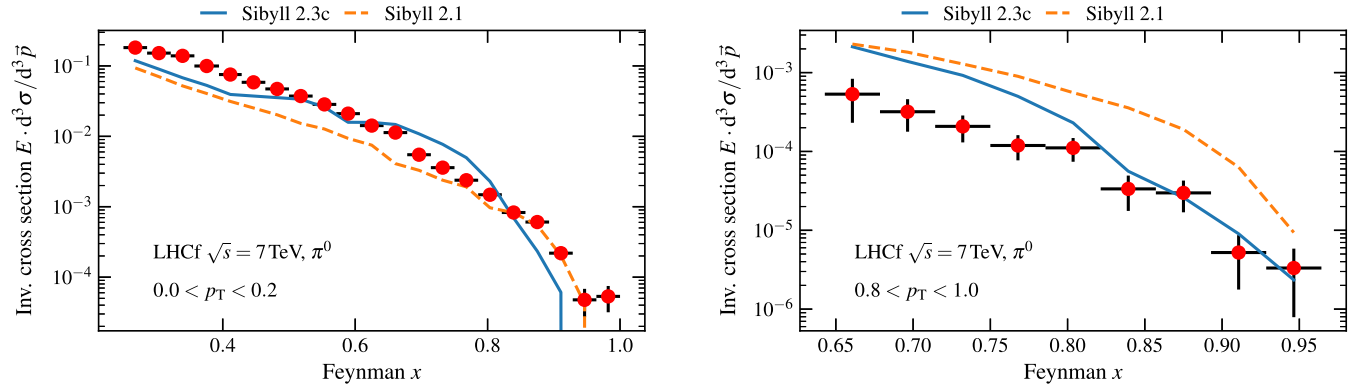 Sibyll 2.3c Sibyll 2.1
Inv. cross section E · d³σ/d³p⃗
10⁻¹
10⁻²
10⁻³
10⁻⁴
LHCf √s = 7 TeV, π⁰
0.0 < p_T < 0.2
0.4 0.6 0.8 1.0
Feynman x
Sibyll 2.3c Sibyll 2.1
Inv. cross section E · d³σ/d³p⃗
10⁻³
10⁻⁴
10⁻⁵
10⁻⁶
LHCf √s = 7 TeV, π⁰
0.8 < p_T < 1.0
0.65 0.70 0.75 0.80 0.85 0.90 0.95
Feynman x